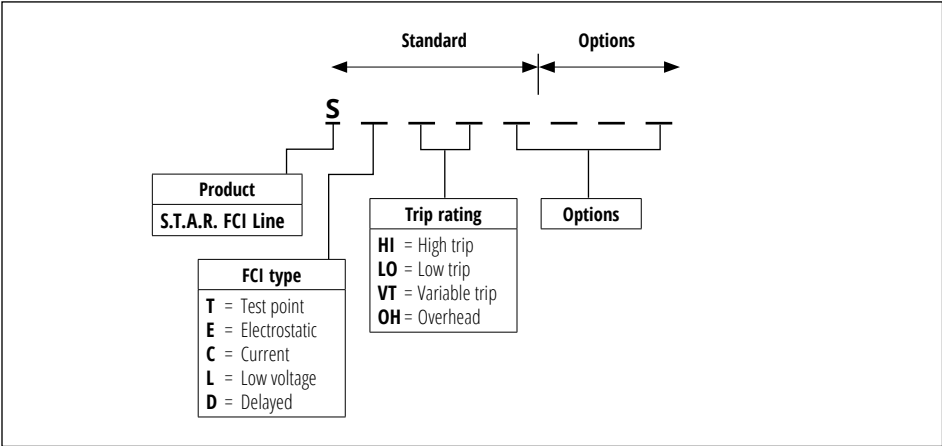 Standard Options
S
Product
S.T.A.R. FCI Line
FCI type
T = Test point
E = Electrostatic
C = Current
L = Low voltage
D = Delayed
Trip rating
HI = High trip
LO = Low trip
VT = Variable trip
OH = Overhead
Options